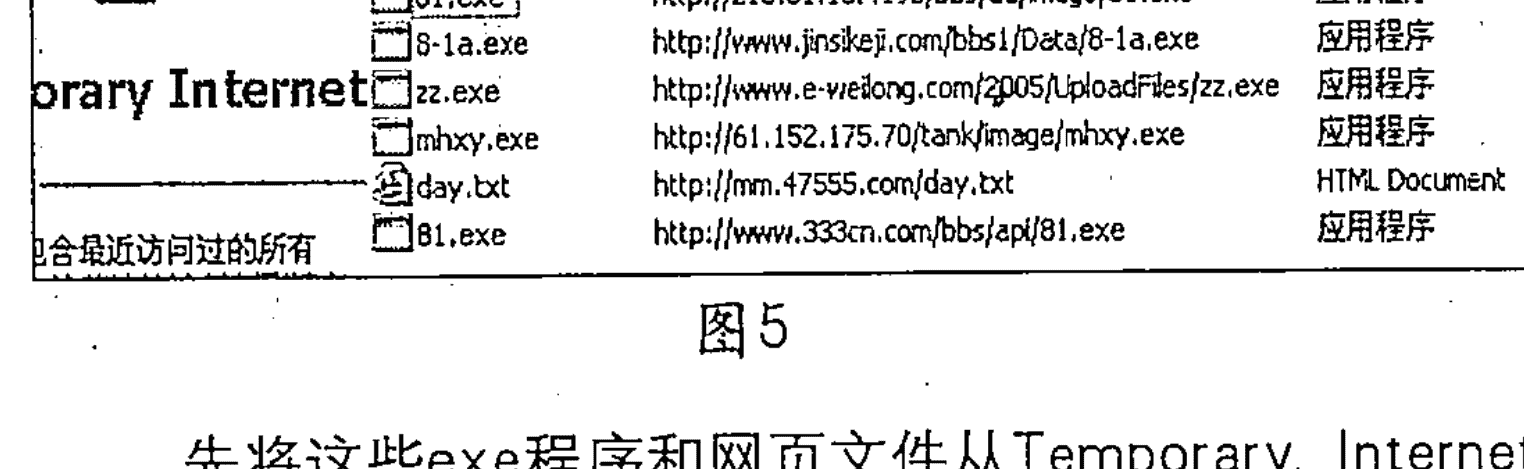 8-1a.exe http://www.jinsikeji.com/bbs1/Data/8-1a.exe 应用程序
orary Internet zz.exe http://www.e-weilong.com/2005/UploadFiles/zz.exe 应用程序
mhxy.exe http://61.152.175.70/tank/image/mhxy.exe 应用程序
day.txt http://mm.47555.com/day.txt HTML Document
包含最近访问过的所有 81.exe http://www.333cn.com/bbs/api/81.exe 应用程序
图5
先将这些exe程序和网页文件从Temporary. Internet